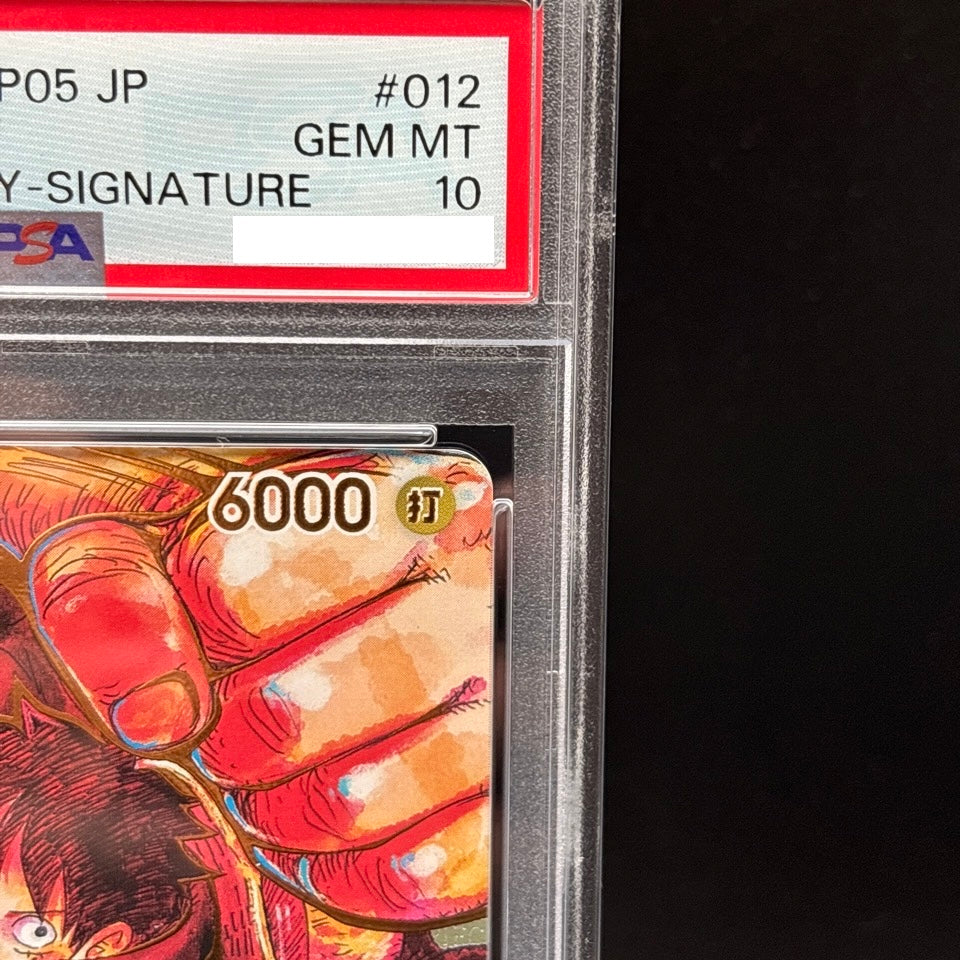 P05 JP #012
GEM MT
Y-SIGNATURE 10
PSA
6000 打